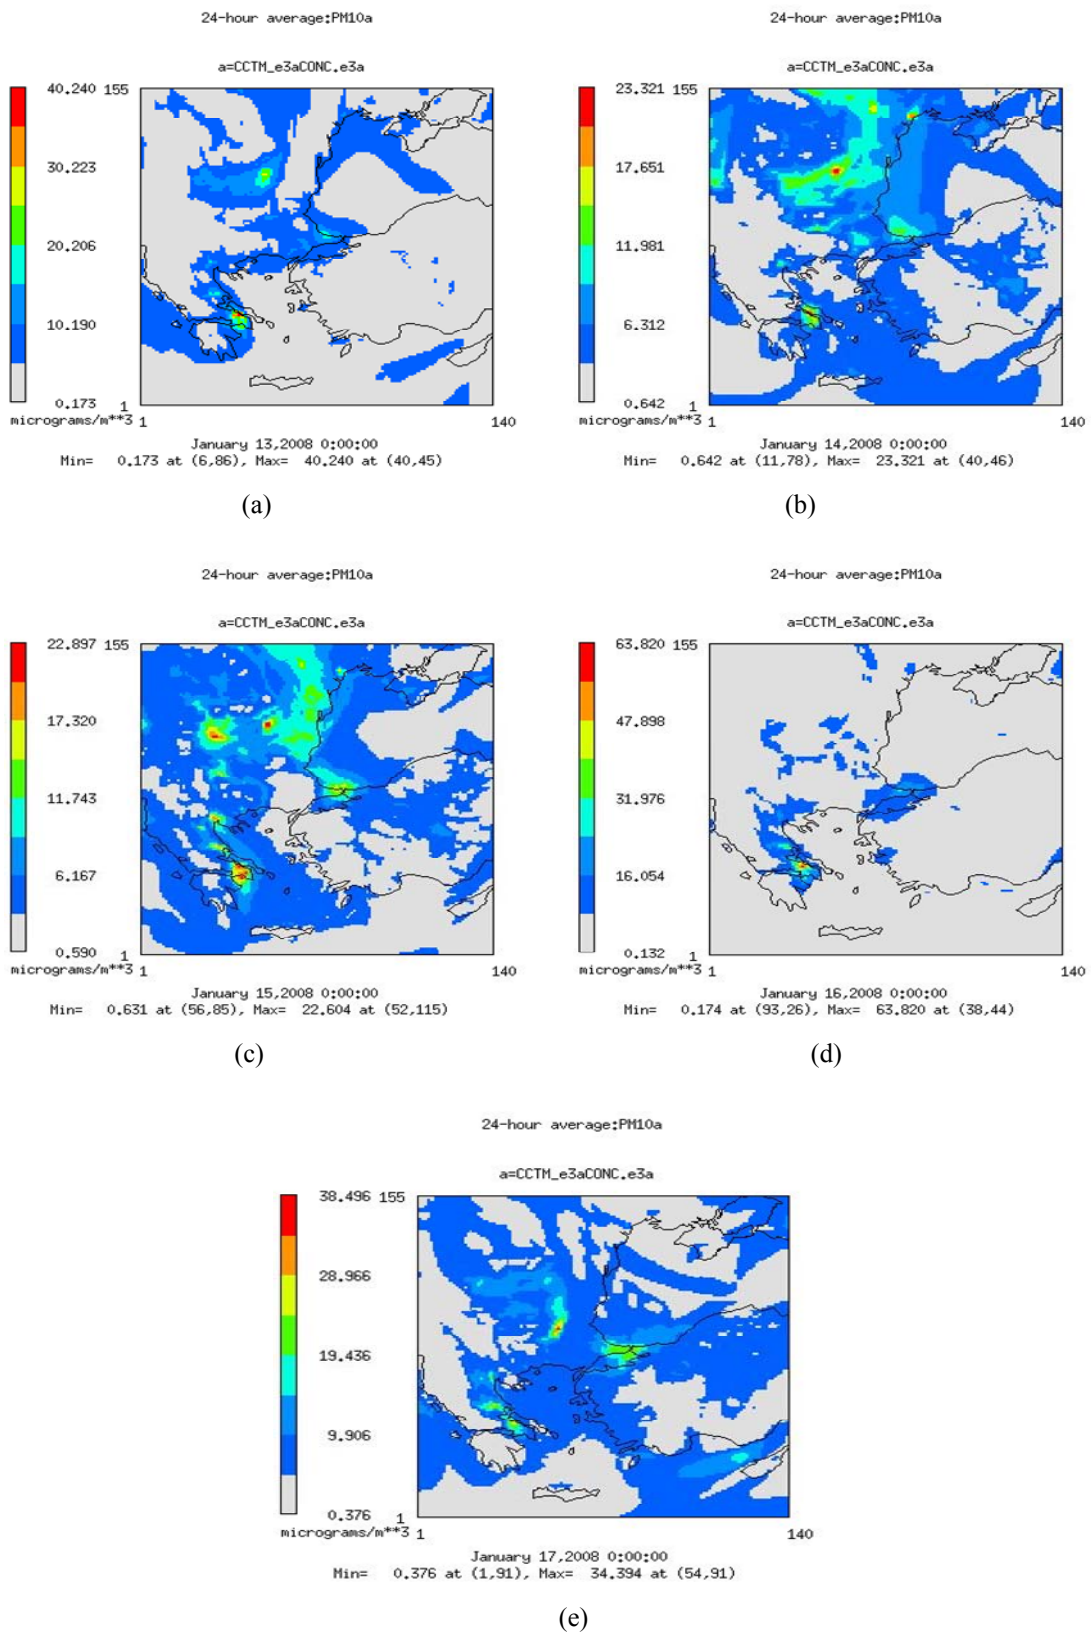 24-hour average:PM10a
a=CCTM_e3aCONC.e3a
40.240
30.223
20.206
10.190
0.173
155
1
micrograms/m**3
1
140
January 13,2008 0:00:00
Min= 0.173 at (6,86), Max= 40.240 at (40,45)
(a)
24-hour average:PM10a
a=CCTM_e3aCONC.e3a
23.321
17.651
11.981
6.312
0.642
155
1
micrograms/m**3
1
140
January 14,2008 0:00:00
Min= 0.642 at (11,78), Max= 23.321 at (40,46)
(b)
24-hour average:PM10a
a=CCTM_e3aCONC.e3a
22.897
17.320
11.743
6.167
0.590
155
1
micrograms/m**3
1
140
January 15,2008 0:00:00
Min= 0.631 at (56,85), Max= 22.604 at (52,115)
(c)
24-hour average:PM10a
a=CCTM_e3aCONC.e3a
63.820
47.898
31.976
16.054
0.132
155
1
micrograms/m**3
1
140
January 16,2008 0:00:00
Min= 0.174 at (93,26), Max= 63.820 at (38,44)
(d)
24-hour average:PM10a
a=CCTM_e3aCONC.e3a
38.496
28.966
19.436
9.906
0.376
155
1
micrograms/m**3
1
140
January 17,2008 0:00:00
Min= 0.376 at (1,91), Max= 34.394 at (54,91)
(e)